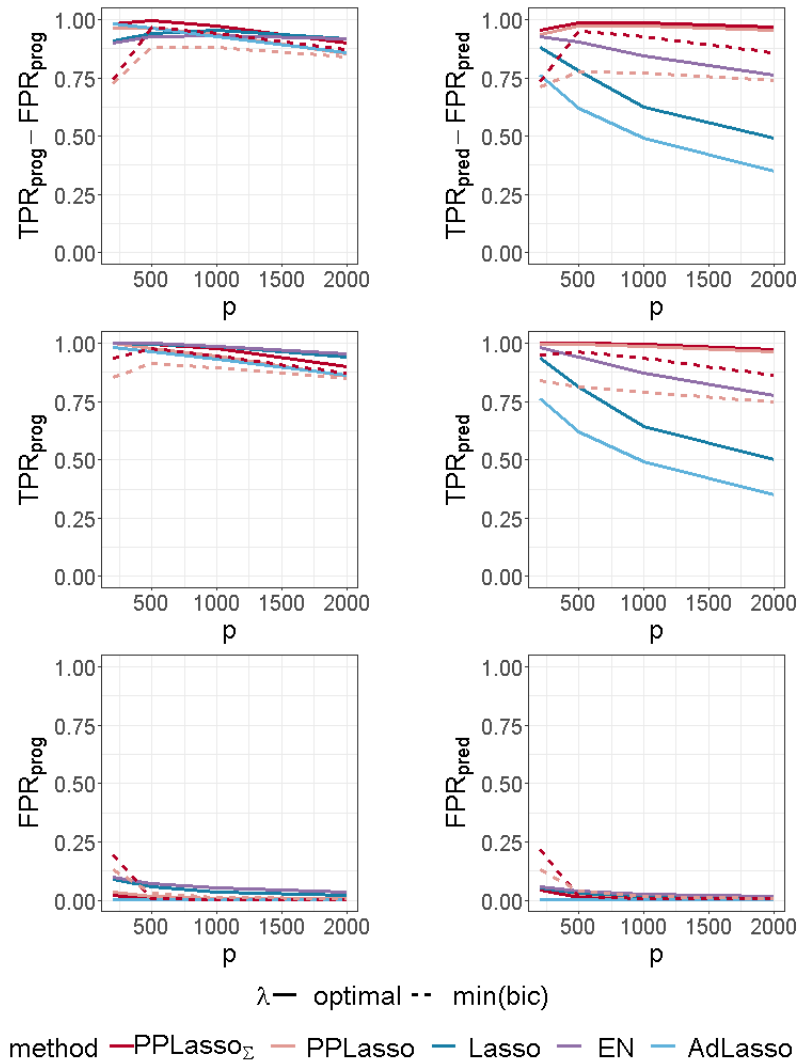 TPRprog − FPRprog
1.00
0.75
0.50
0.25
0.00
500 1000 1500 2000
p
TPRpred − FPRpred
1.00
0.75
0.50
0.25
0.00
500 1000 1500 2000
p
TPRprog
1.00
0.75
0.50
0.25
0.00
500 1000 1500 2000
p
TPRpred
1.00
0.75
0.50
0.25
0.00
500 1000 1500 2000
p
FPRprog
1.00
0.75
0.50
0.25
0.00
500 1000 1500 2000
p
FPRpred
1.00
0.75
0.50
0.25
0.00
500 1000 1500 2000
p
λ optimal min(bic)
method PPLassoΣ PPLasso Lasso EN AdLasso